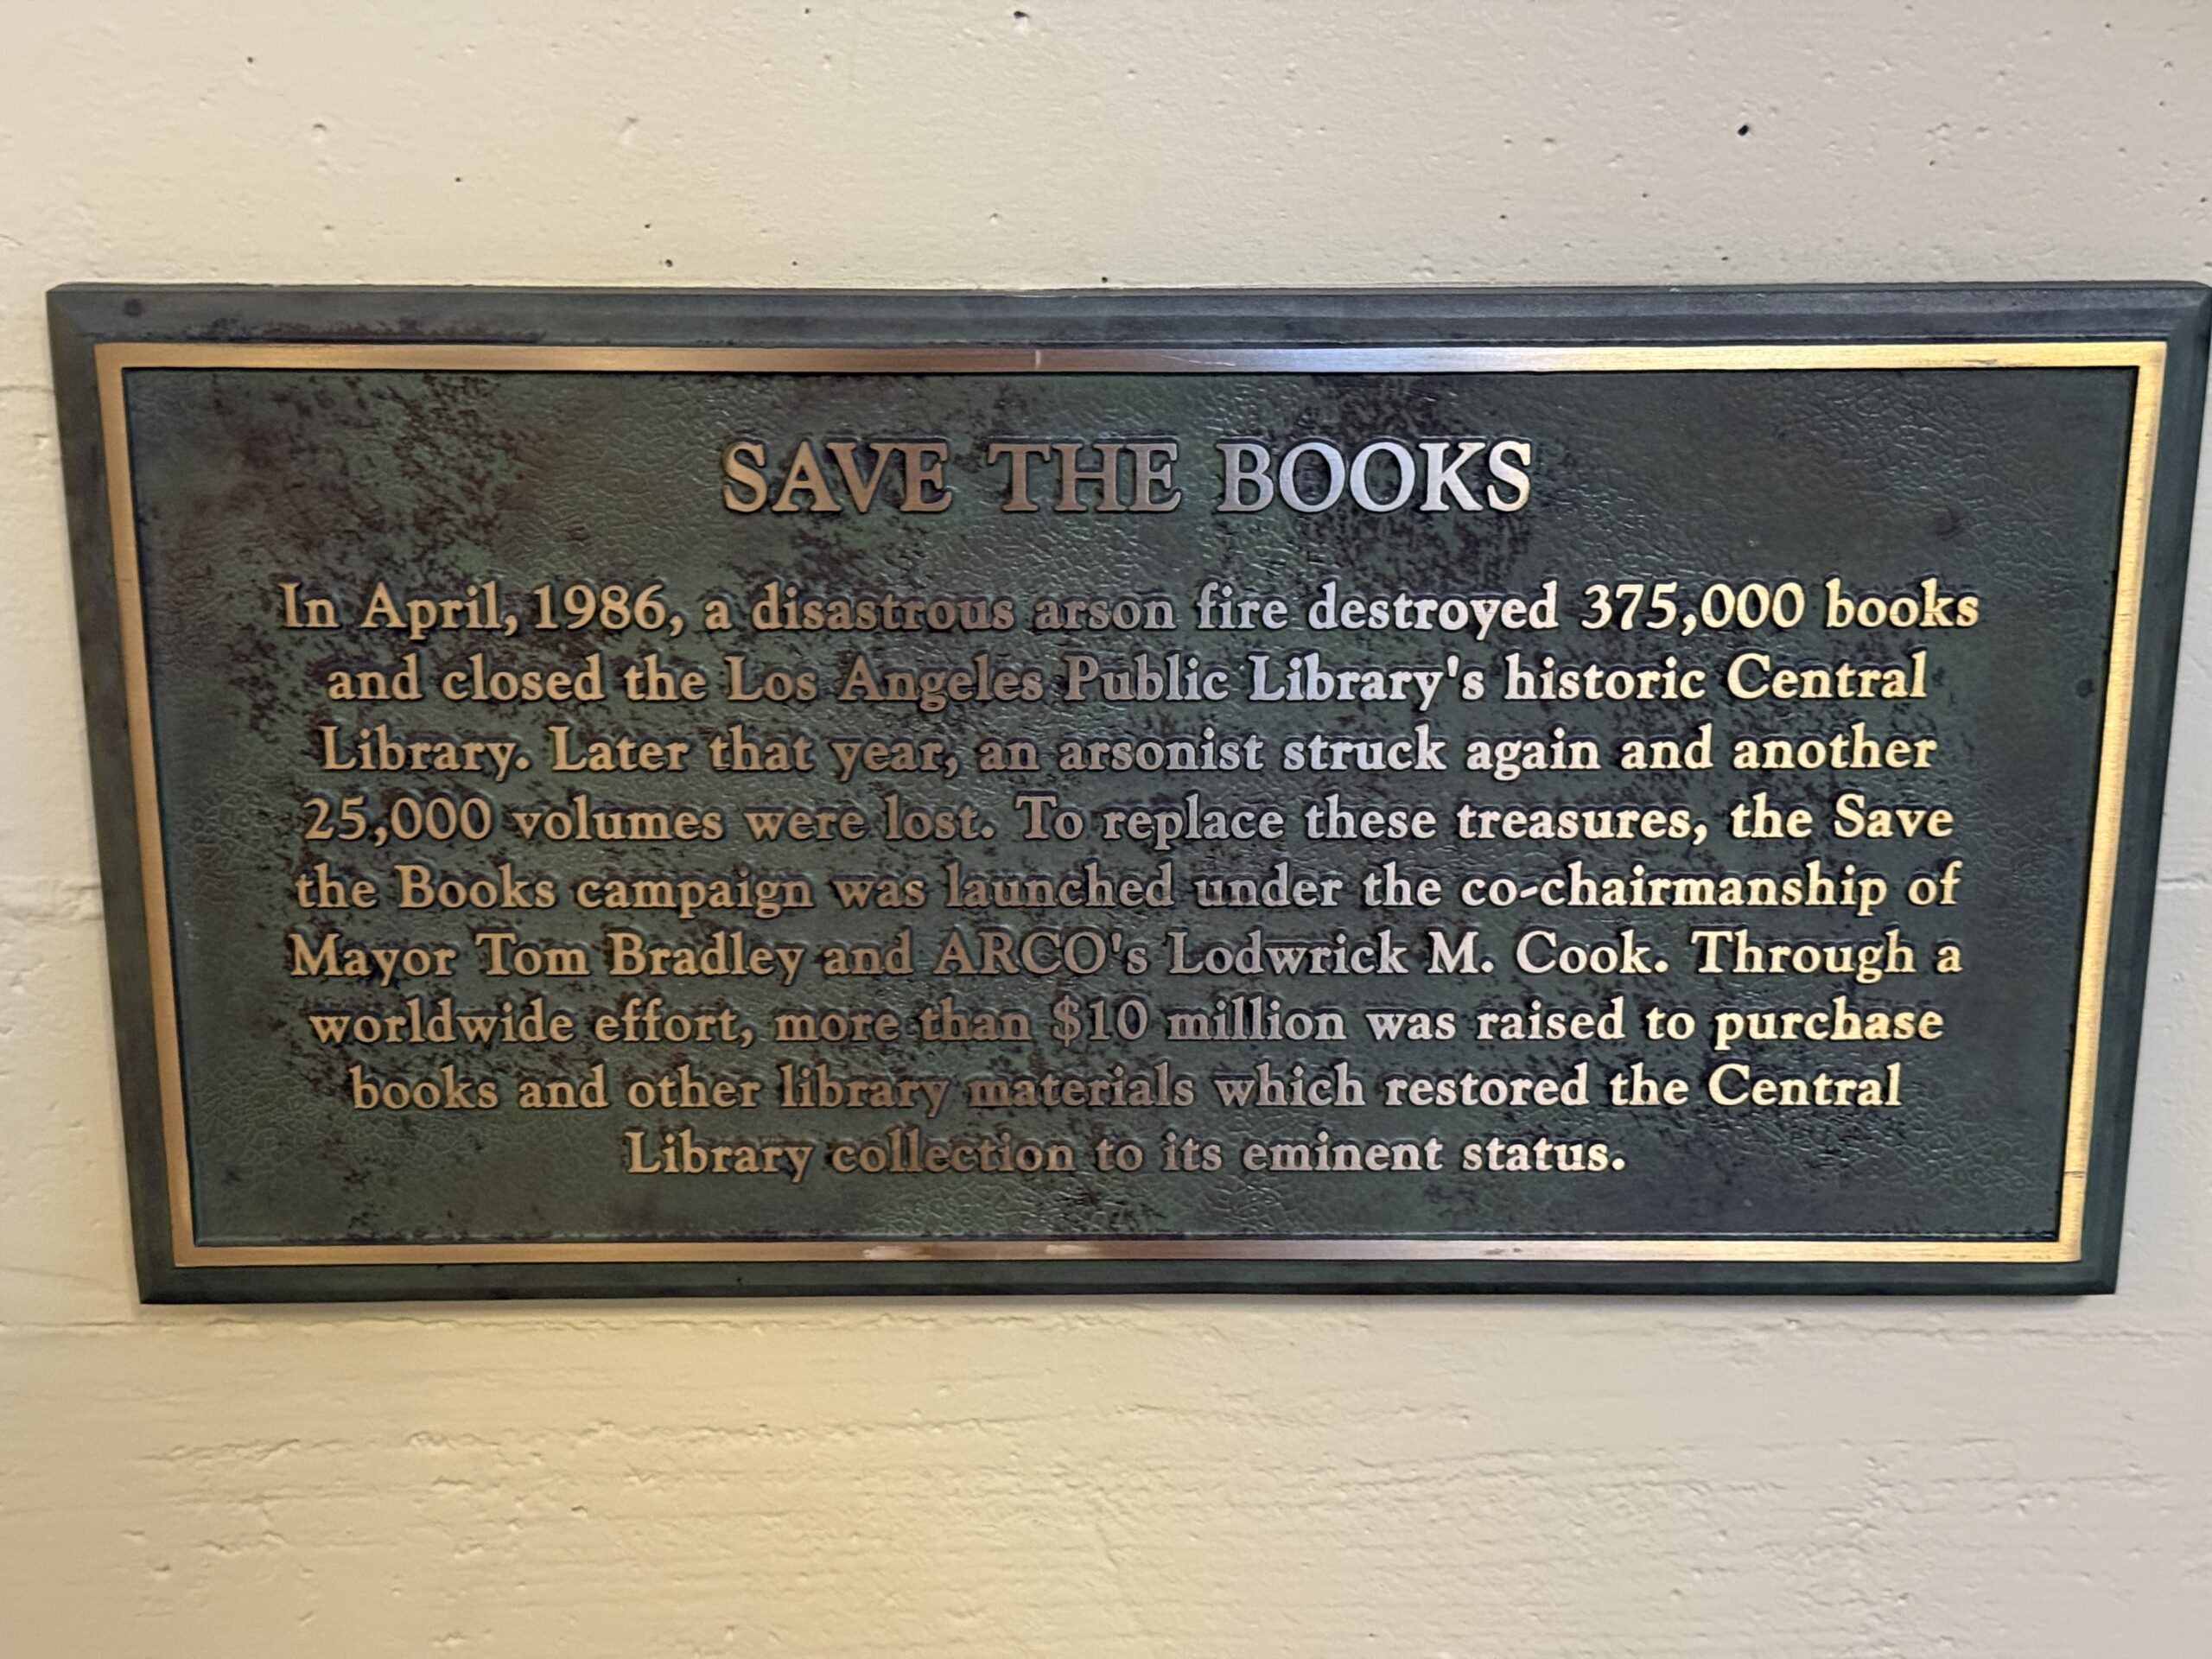 SAVE THE BOOKS
In April, 1986, a disastrous arson fire destroyed 375,000 books
and closed the Los Angeles Public Library's historic Central
Library. Later that year, an arsonist struck again and another
25,000 volumes were lost. To replace these treasures, the Save
the Books campaign was launched under the co-chairmanship of
Mayor Tom Bradley and ARCO's Lodwrick M. Cook. Through a
worldwide effort, more than $10 million was raised to purchase
books and other library materials which restored the Central
Library collection to its eminent status.